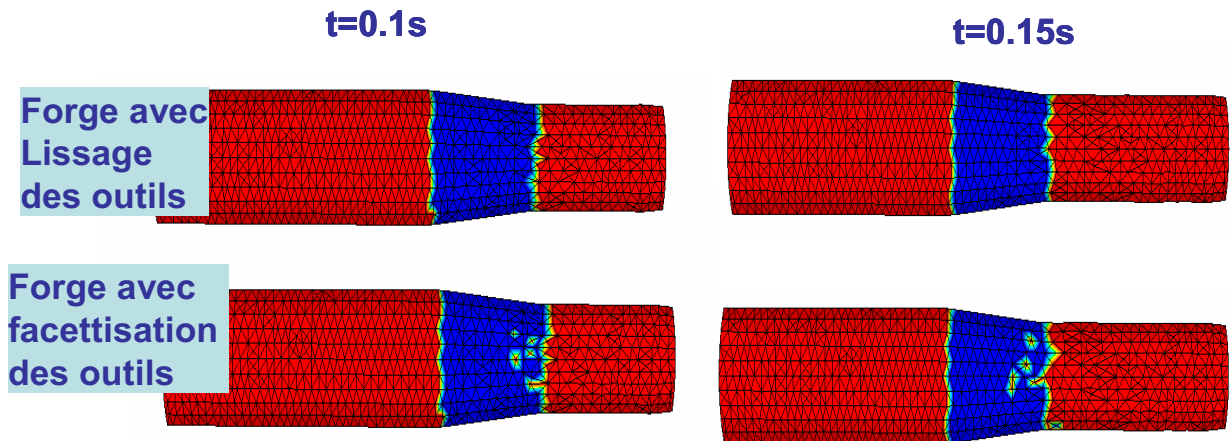 t=0.1s
t=0.15s
Forge avec
Lissage
des outils
Forge avec
facettisation
des outils